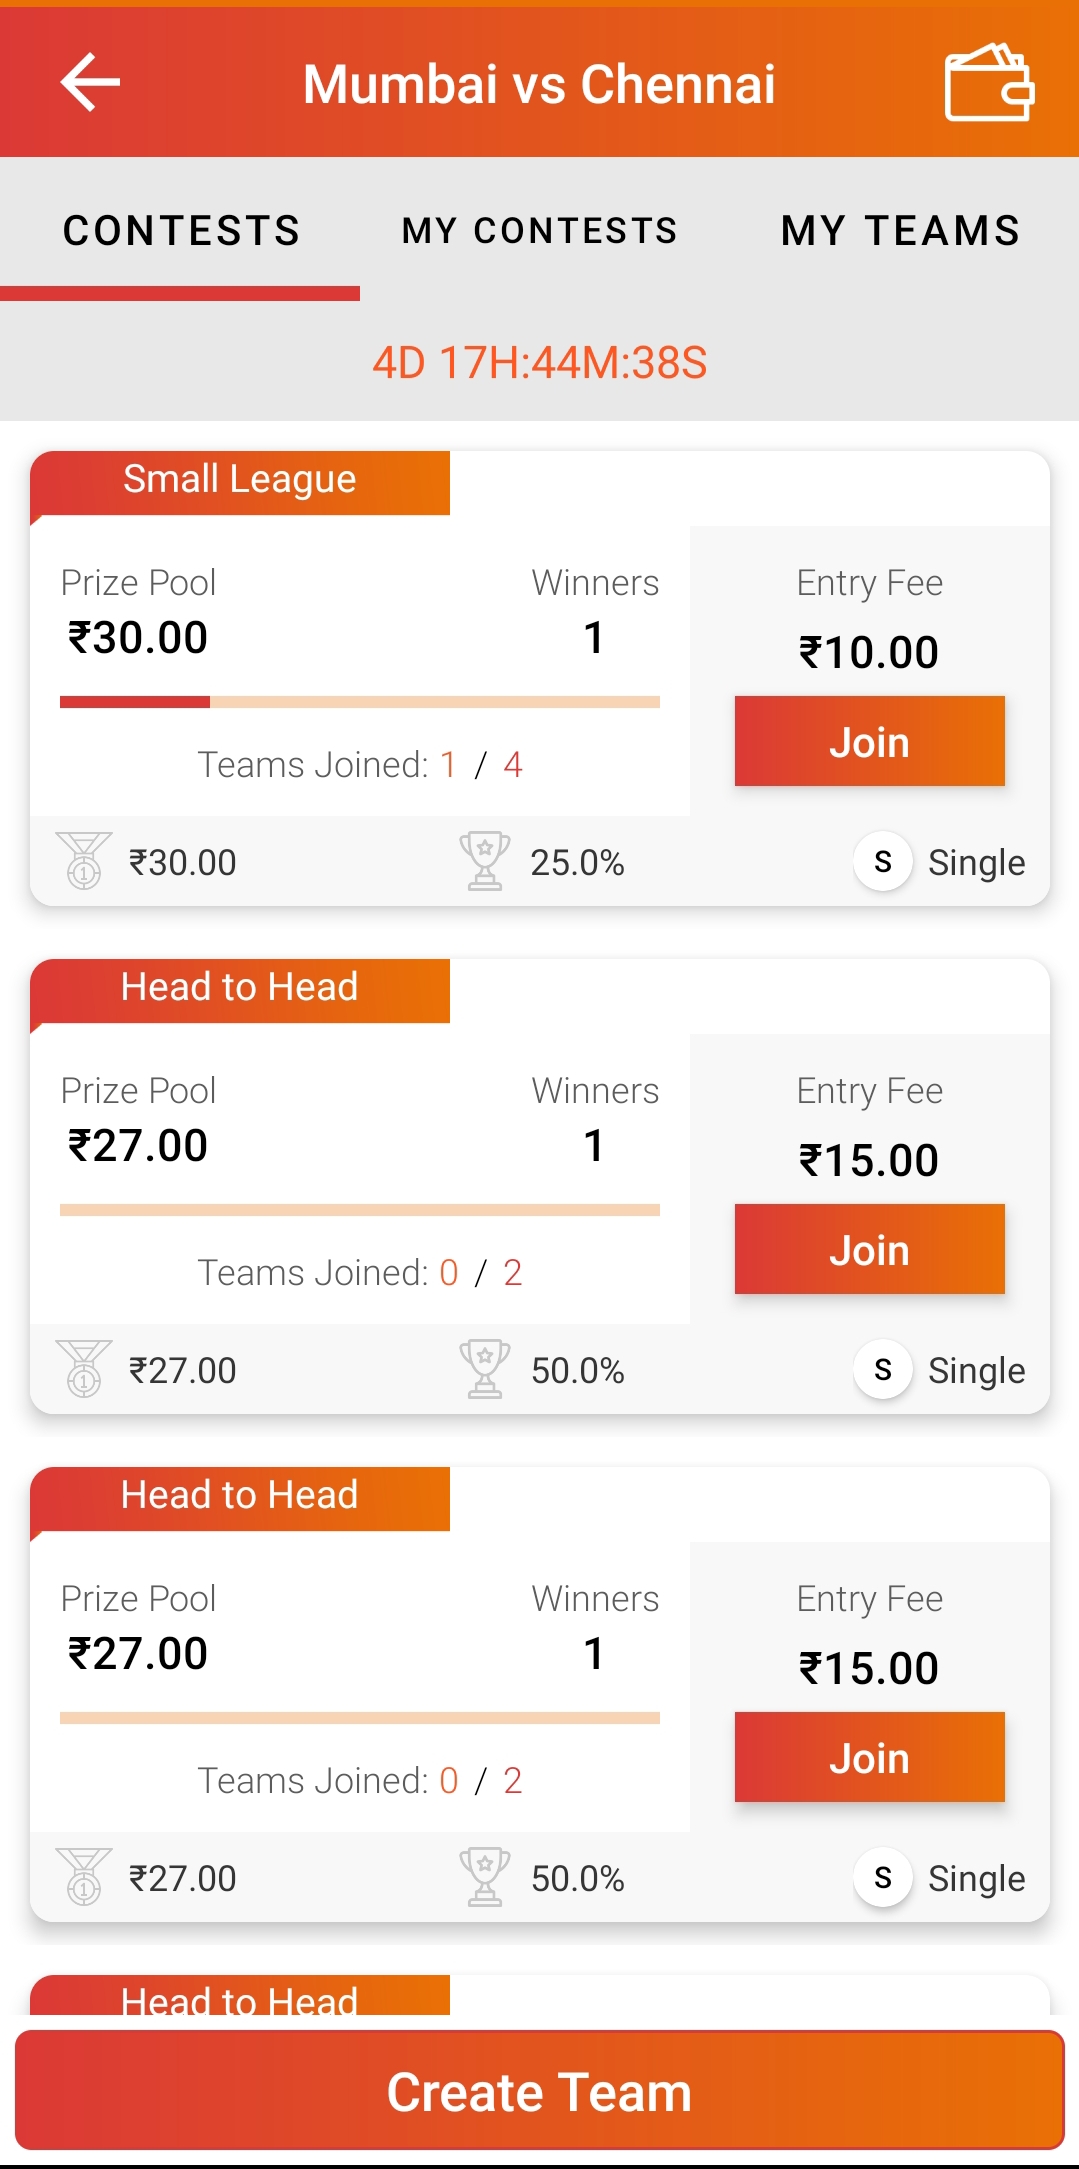 Mumbai vs Chennai
CONTESTS MY CONTESTS MY TEAMS
4D 17H:44M:38S
Small League
Prize Pool Winners Entry Fee
₹30.00 1 ₹10.00
Join
Teams Joined: 1 / 4
1 ₹30.00 25.0% S Single
Head to Head
Prize Pool Winners Entry Fee
₹27.00 1 ₹15.00
Join
Teams Joined: 0 / 2
1 ₹27.00 50.0% S Single
Head to Head
Prize Pool Winners Entry Fee
₹27.00 1 ₹15.00
Join
Teams Joined: 0 / 2
1 ₹27.00 50.0% S Single
Head to Head
Create Team